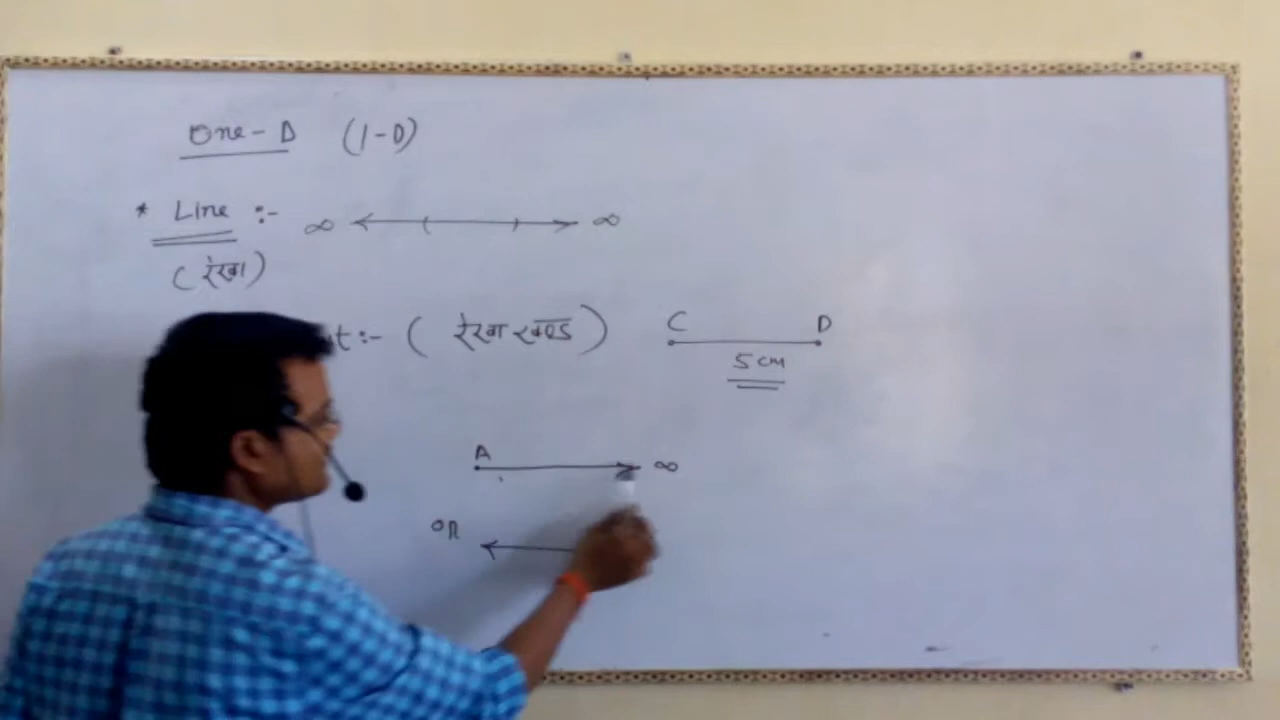 One-D (1-D)
* Line :- ∞ ∞
(रेखा)
t :- (रेखा खण्ड) C D
5 cm
A ∞
OR